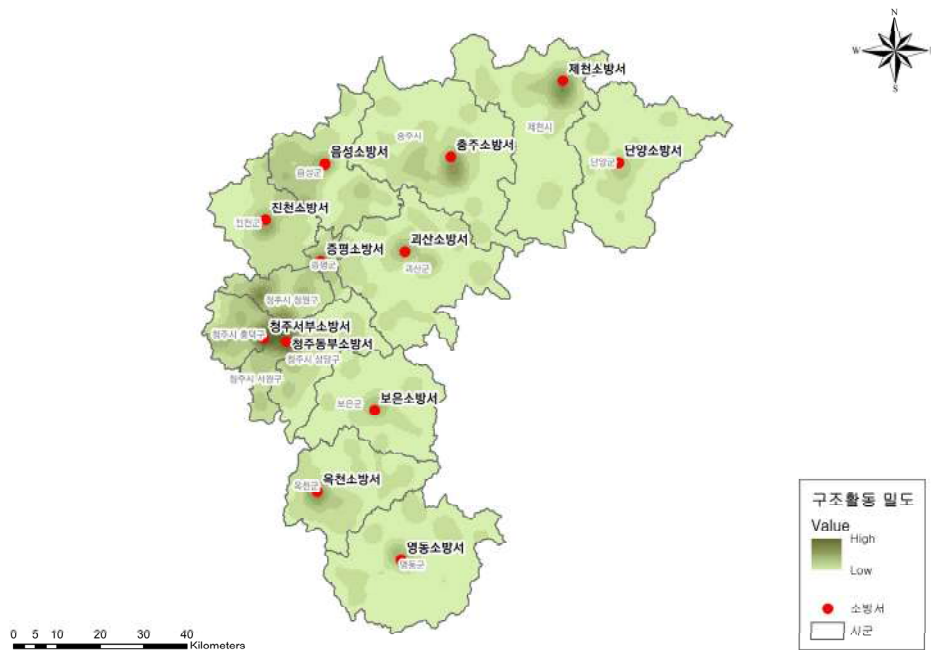 N
W
S
제천소방서
제천시
충주시
충주소방서
음성소방서
음성군
단양소방서
단양군
진천소방서
진천군
괴산소방서
괴산군
증평소방서
증평군
청주시 청원구
청주서부소방서
청주시 흥덕구
청주동부소방서
청주시 상당구
청주시 서원구
보은소방서
보은군
옥천소방서
옥천군
영동소방서
영동군
구조활동 밀도
Value
High
Low
소방서
시군
0 5 10 20 30 40
Kilometers